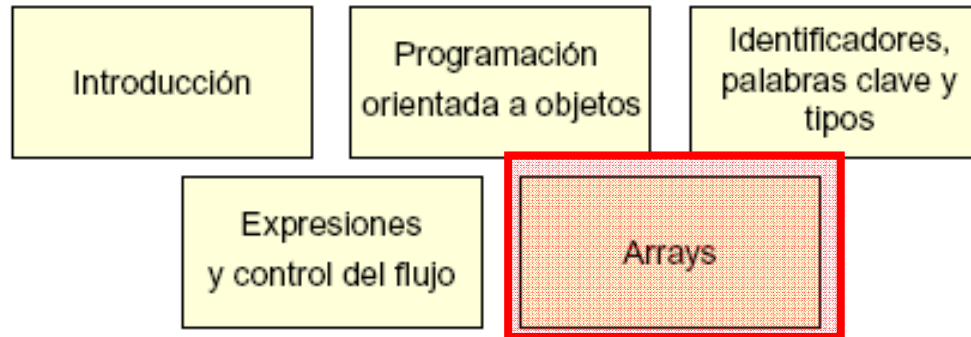 Introducción
Programación
orientada a objetos
Identificadores,
palabras clave y
tipos
Expresiones
y control del flujo
Arrays